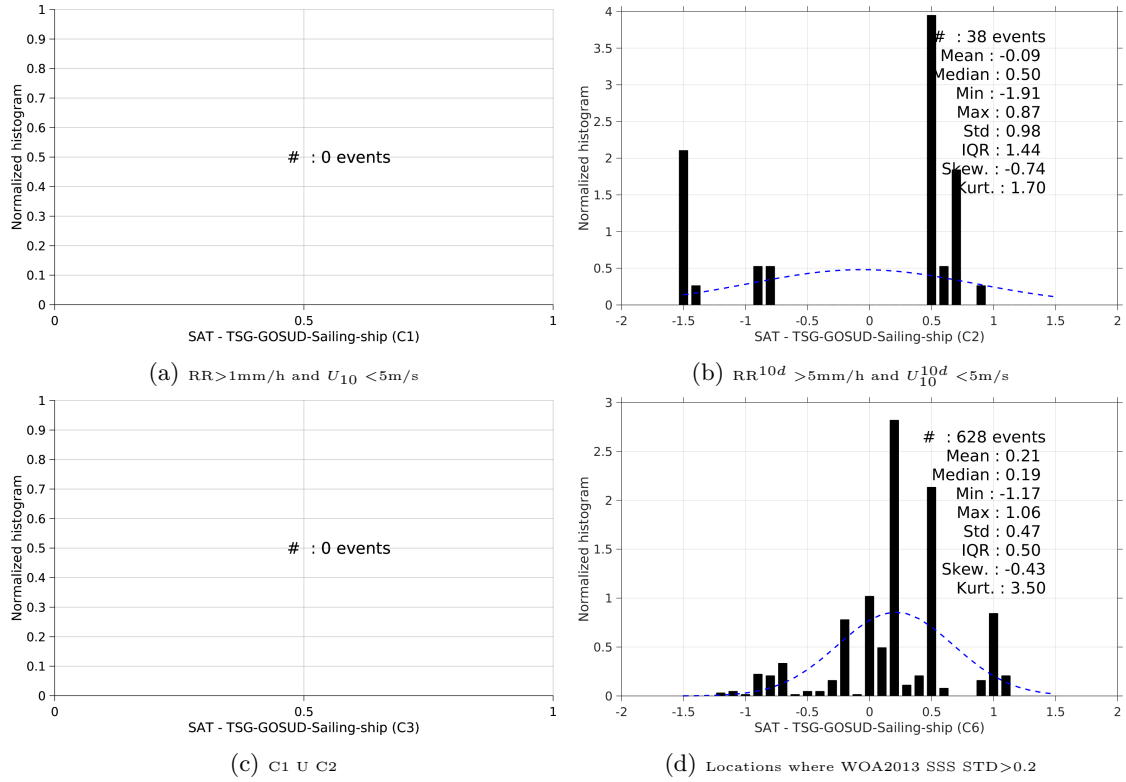 1
0.9
0.8
0.7
0.6
0.5
0.4
0.3
0.2
0.1
0
Normalized histogram
# : 0 events
0 0.5 1
SAT - TSG-GOSUD-Sailing-ship (C1)
(a) RR>1mm/h and U10 <5m/s
4
3.5
3
2.5
2
1.5
1
0.5
0
Normalized histogram
# : 38 events
Mean : -0.09
Median : 0.50
Min : -1.91
Max : 0.87
Std : 0.98
IQR : 1.44
Skew. : -0.74
Kurt. : 1.70
-2 -1.5 -1 -0.5 0 0.5 1 1.5 2
SAT - TSG-GOSUD-Sailing-ship (C2)
(b) RR^10d >5mm/h and U10^10d <5m/s
1
0.9
0.8
0.7
0.6
0.5
0.4
0.3
0.2
0.1
0
Normalized histogram
# : 0 events
0 0.5 1
SAT - TSG-GOSUD-Sailing-ship (C3)
(c) C1 U C2
3
2.5
2
1.5
1
0.5
0
Normalized histogram
# : 628 events
Mean : 0.21
Median : 0.19
Min : -1.17
Max : 1.06
Std : 0.47
IQR : 0.50
Skew. : -0.43
Kurt. : 3.50
-2 -1.5 -1 -0.5 0 0.5 1 1.5 2
SAT - TSG-GOSUD-Sailing-ship (C6)
(d) Locations where WOA2013 SSS STD>0.2